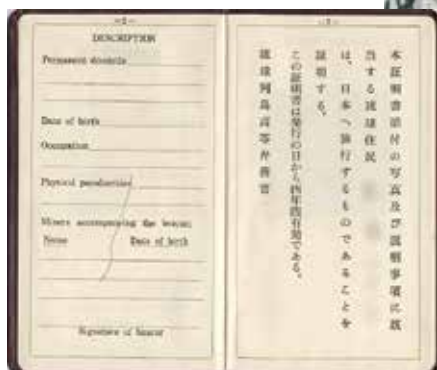 —2—
DESCRIPTION
Permanent domicile
Date of birth
Occupation
Physical peculiarities
Minors accompanying the bearer:
Name Date of birth
Signature of bearer
—3—
本証明書添付の写真及び説明事項に該
当する琉球住民
は、日本へ旅行するものであることを
証明する。
この証明書は発行の日から四年間有効である。
琉球列島高等弁務官